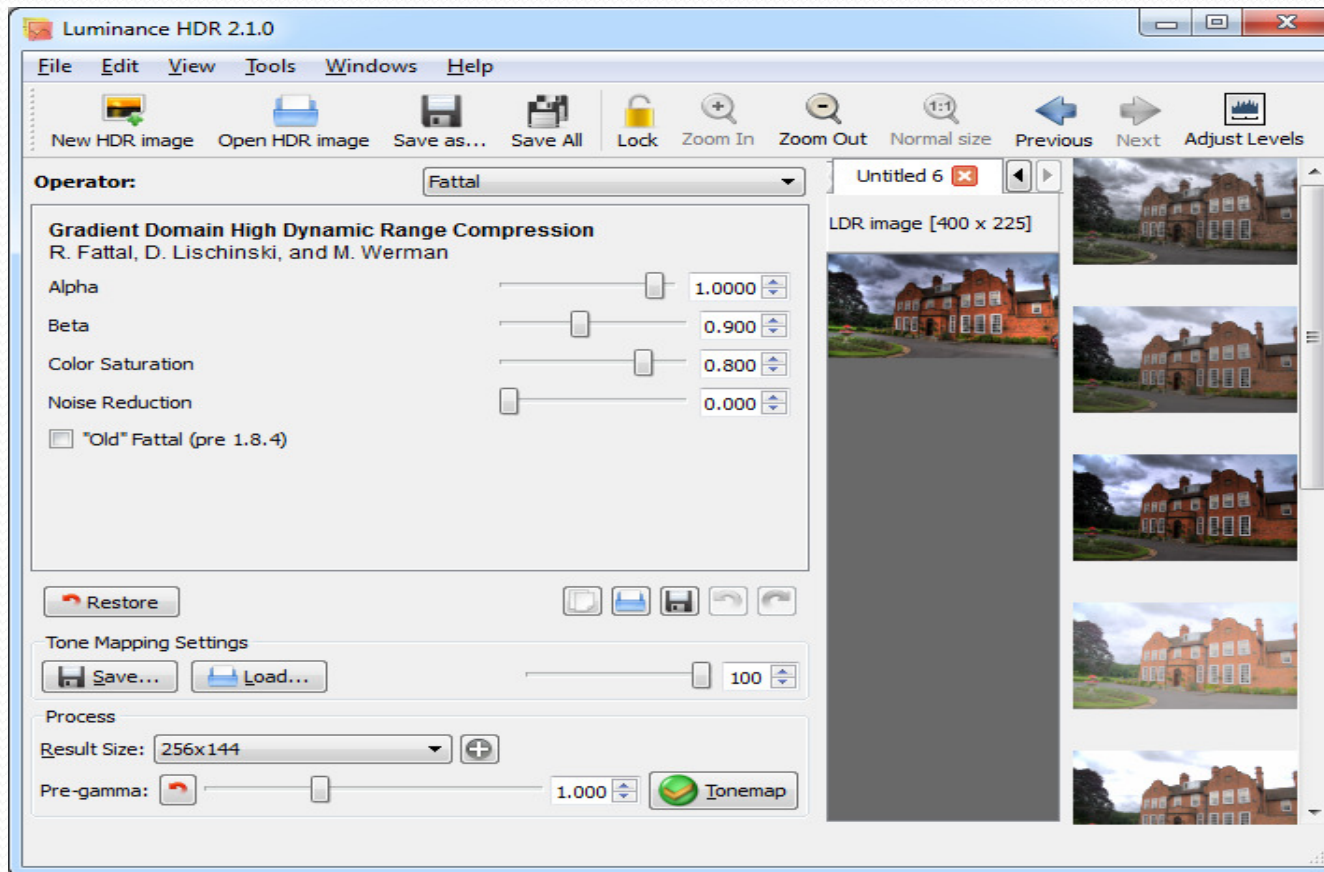 Luminance HDR 2.1.0
File Edit View Tools Windows Help
New HDR image Open HDR image Save as... Save All Lock Zoom In Zoom Out Normal size Previous Next Adjust Levels
Operator: Fattal
Untitled 6
Gradient Domain High Dynamic Range Compression
R. Fattal, D. Lischinski, and M. Werman
LDR image [400 x 225]
Alpha 1.0000
Beta 0.900
Color Saturation 0.800
Noise Reduction 0.000
"Old" Fattal (pre 1.8.4)
Restore
Tone Mapping Settings
Save... Load... 100
Process
Result Size: 256x144
Pre-gamma: 1.000 Tonemap
1:1